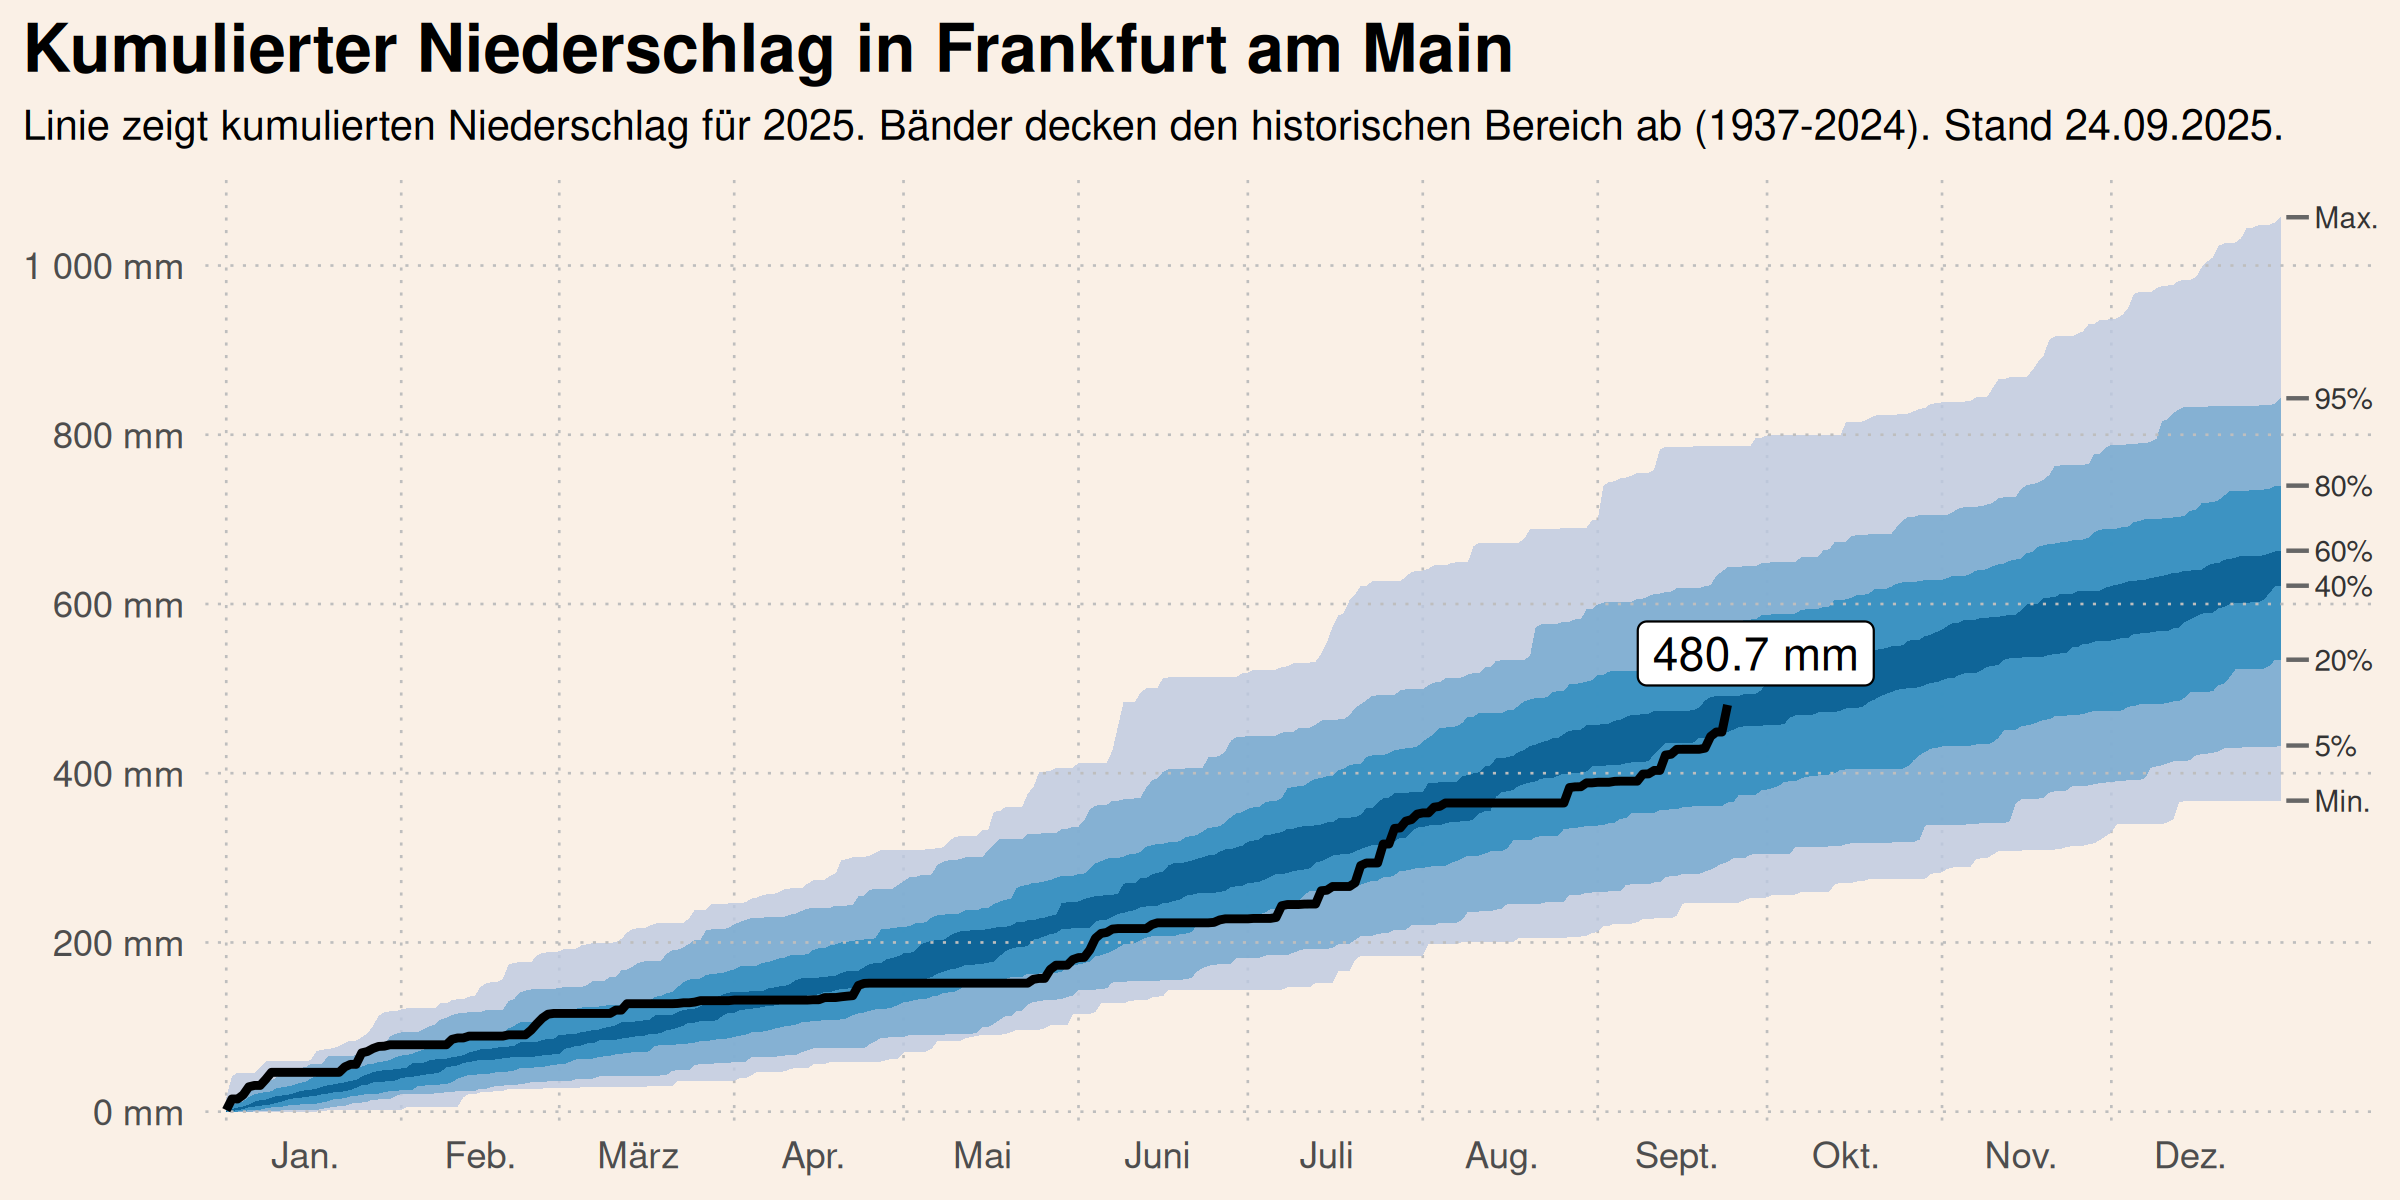 Kumulierter Niederschlag in Frankfurt am Main
Linie zeigt kumulierten Niederschlag für 2025. Bänder decken den historischen Bereich ab (1937-2024). Stand 24.09.2025.
Max.
1 000 mm
95%
800 mm
80%
60%
40%
600 mm
480.7 mm
20%
5%
400 mm
Min.
200 mm
0 mm
Jan. Feb. März Apr. Mai Juni Juli Aug. Sept. Okt. Nov. Dez.